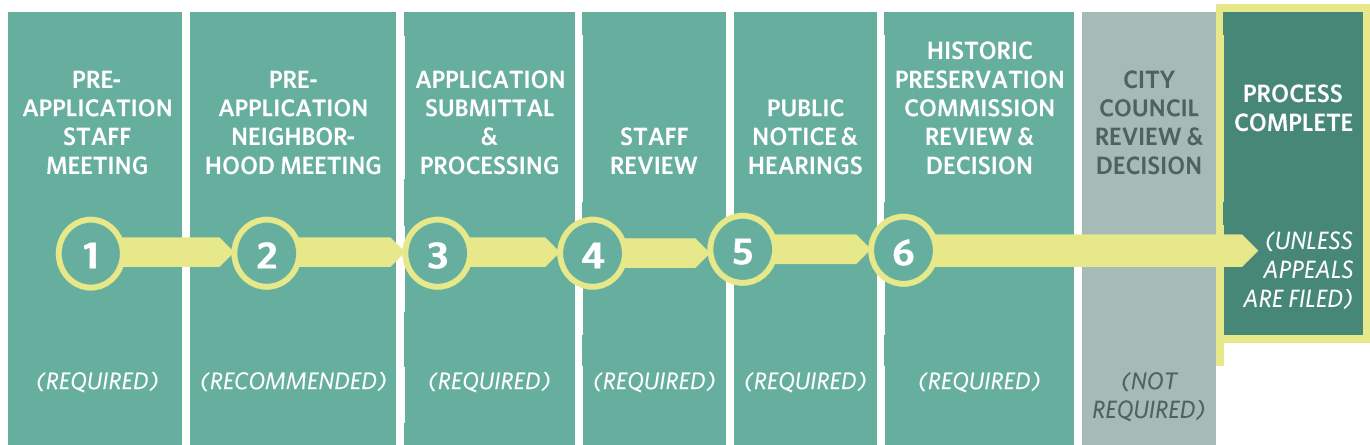 PRE-
APPLICATION
STAFF
MEETING
1
(REQUIRED)
PRE-
APPLICATION
NEIGHBOR-
HOOD MEETING
2
(RECOMMENDED)
APPLICATION
SUBMITTAL
&
PROCESSING
3
(REQUIRED)
STAFF
REVIEW
4
(REQUIRED)
PUBLIC
NOTICE &
HEARINGS
5
(REQUIRED)
HISTORIC
PRESERVATION
COMMISSION
REVIEW &
DECISION
6
(REQUIRED)
CITY
COUNCIL
REVIEW &
DECISION
(NOT
REQUIRED)
PROCESS
COMPLETE
(UNLESS
APPEALS
ARE FILED)